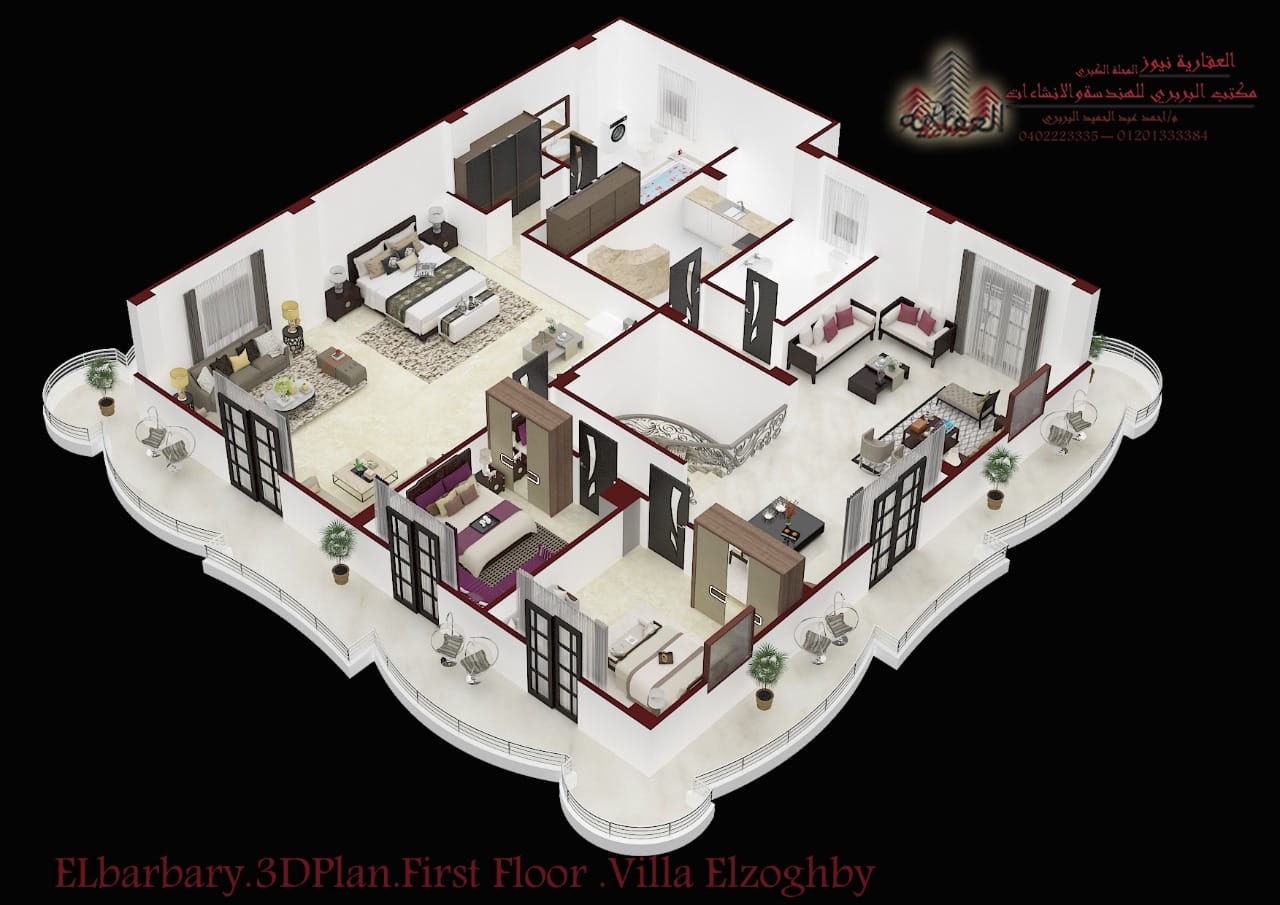 العقارية نيوز المحلة الكبرى
مكتب البربري للهندسة والانشاءات
م/احمد عبد الحميد البربري
0402223335 — 01201333384
العقارية
ELbarbary.3DPlan.First Floor .Villa Elzoghby